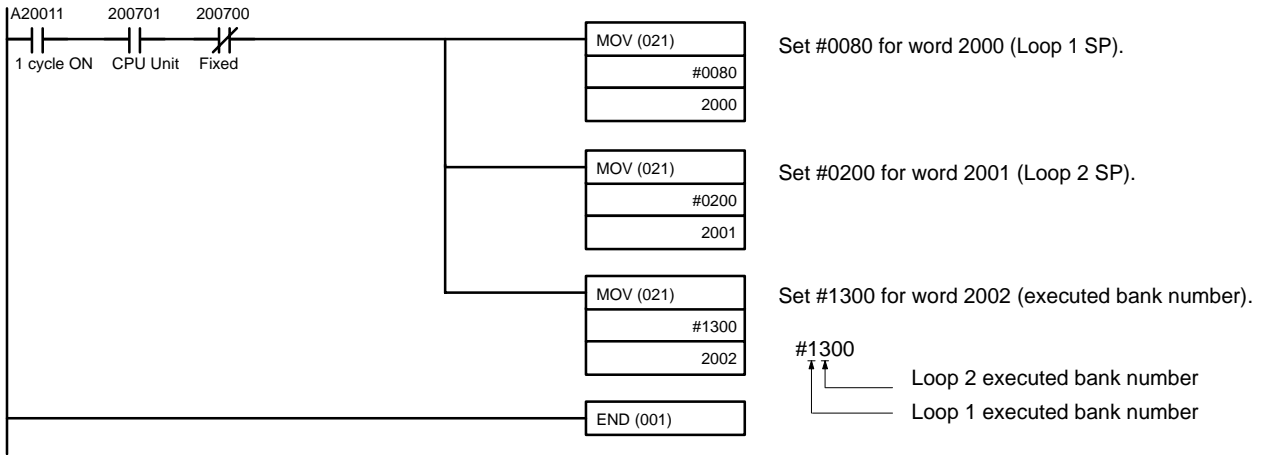 A20011 200701 200700
1 cycle ON CPU Unit Fixed
MOV (021)
#0080
2000
Set #0080 for word 2000 (Loop 1 SP).
MOV (021)
#0200
2001
Set #0200 for word 2001 (Loop 2 SP).
MOV (021)
#1300
2002
Set #1300 for word 2002 (executed bank number).
#1300
Loop 2 executed bank number
Loop 1 executed bank number
END (001)